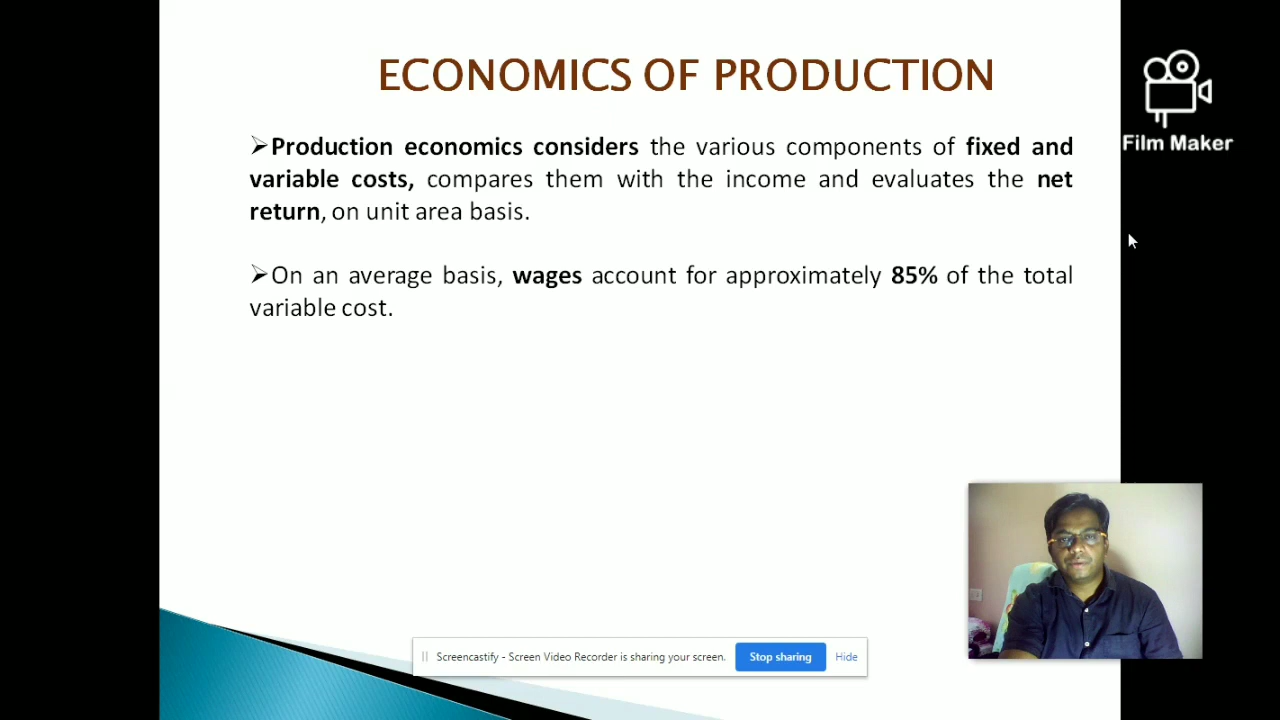 ECONOMICS OF PRODUCTION
Film Maker
➢Production economics considers the various components of fixed and
variable costs, compares them with the income and evaluates the net
return, on unit area basis.
➢On an average basis, wages account for approximately 85% of the total
variable cost.
Screencastify - Screen Video Recorder is sharing your screen. Stop sharing Hide